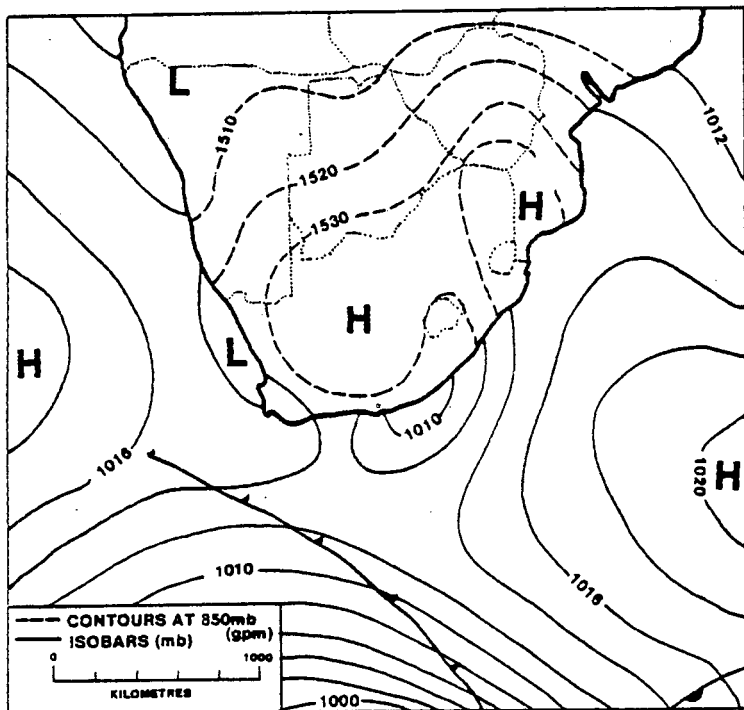 L
1510
1012
1520
1530
H
H
L
H
1010
1016
H
1020
1010
1016
1000
CONTOURS AT 850mb
(gpm)
ISOBARS (mb)
0 1000
KILOMETRES